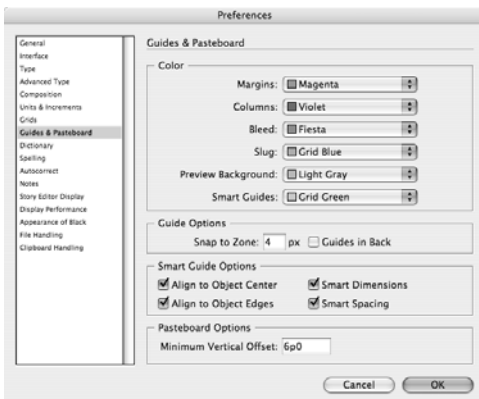 Preferences
General
Interface
Type
Advanced Type
Composition
Units & Increments
Grids
Guides & Pasteboard
Dictionary
Spelling
Autocorrect
Notes
Story Editor Display
Display Performance
Appearance of Black
File Handling
Clipboard Handling
Guides & Pasteboard
Color
Margins: Magenta
Columns: Violet
Bleed: Fiesta
Slug: Grid Blue
Preview Background: Light Gray
Smart Guides: Grid Green
Guide Options
Snap to Zone: 4 px Guides in Back
Smart Guide Options
Align to Object Center Smart Dimensions
Align to Object Edges Smart Spacing
Pasteboard Options
Minimum Vertical Offset: 6p0
Cancel OK